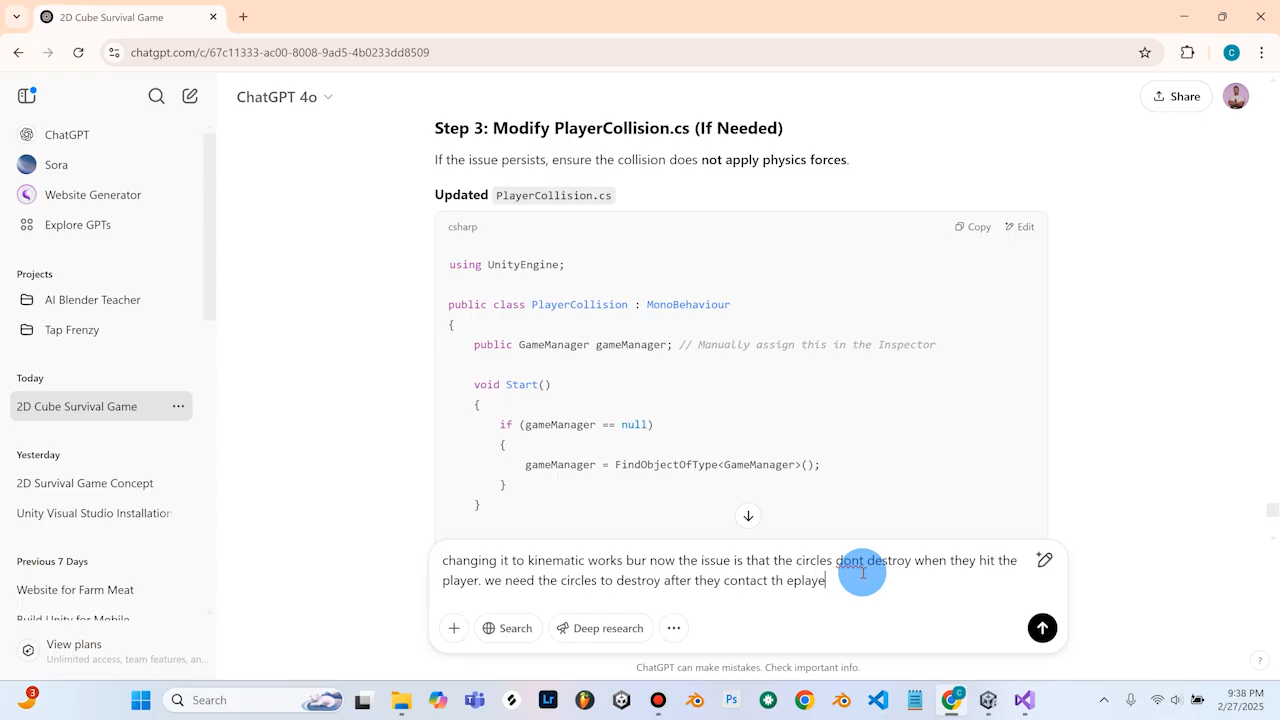 2D Cube Survival Game
chatgpt.com/c/67c11333-ac00-8008-9ad5-4b0233dd8509
C
ChatGPT 4o
Share
ChatGPT
Sora
Website Generator
Explore GPTs
Projects
AI Blender Teacher
Tap Frenzy
Today
2D Cube Survival Game
Yesterday
2D Survival Game Concept
Unity Visual Studio Installation
Previous 7 Days
Website for Farm Meat
Build Unity for Mobile
View plans
Unlimited access, team features, an...
Step 3: Modify PlayerCollision.cs (If Needed)
If the issue persists, ensure the collision does not apply physics forces.
Updated PlayerCollision.cs
csharp
Copy
Edit
using UnityEngine;
public class PlayerCollision : MonoBehaviour
{
public GameManager gameManager; // Manually assign this in the Inspector
void Start()
{
if (gameManager == null)
{
gameManager = FindObjectOfType<GameManager>();
}
}
changing it to kinematic works bur now the issue is that the circles dont destroy when they hit the
player. we need the circles to destroy after they contact th eplaye
Search
Deep research
ChatGPT can make mistakes. Check important info.
?
3
Search
Lr
Ps
C
9:38 PM
2/27/2025